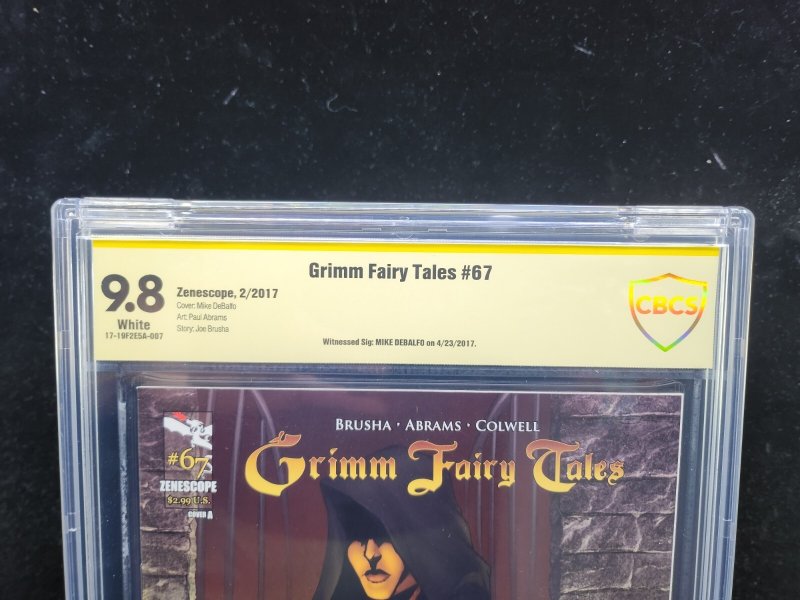 Grimm Fairy Tales #67
9.8
White
17-19F2E5A-007
Zenescope, 2/2017
Cover: Mike DeBalfo
Art: Paul Abrams
Story: Joe Brusha
Witnessed Sig: MIKE DEBALFO on 4/23/2017.
CBCS
BRUSHA · ABRAMS · COLWELL
Grimm Fairy Tales
#67
ZENESCOPE
$2.99 U.S.
COVER A